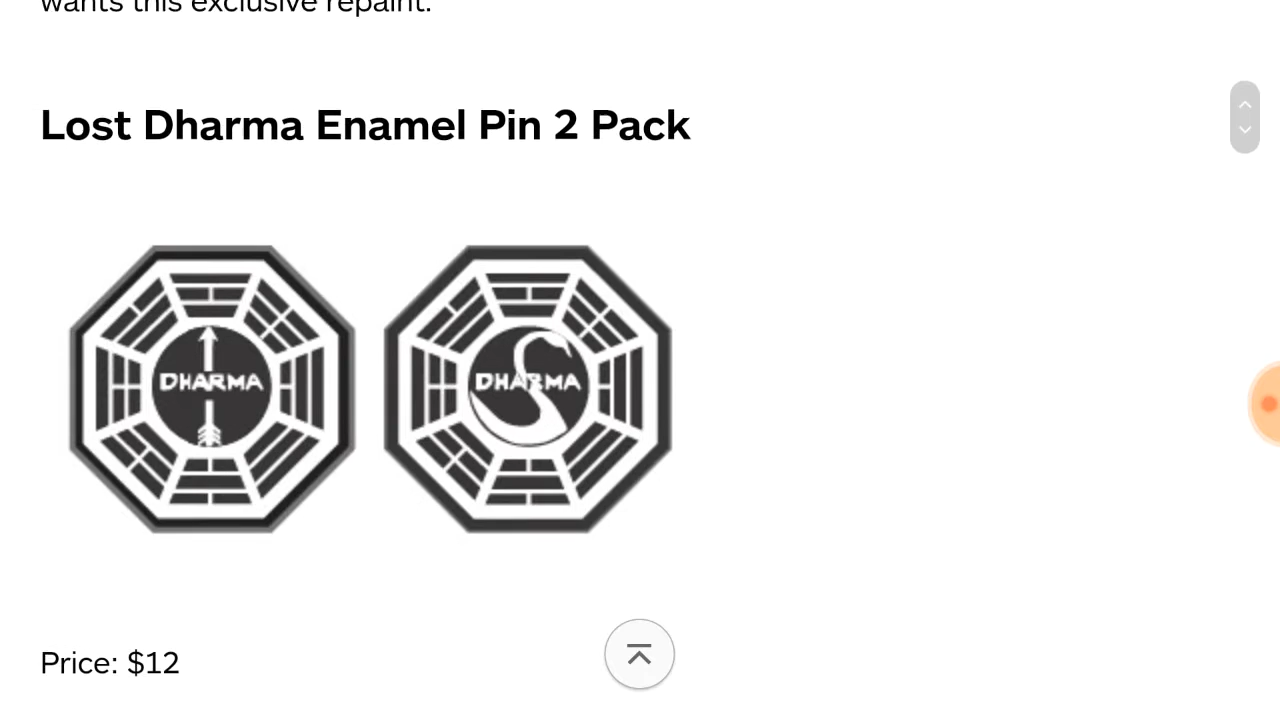 wants this exclusive repaint.
Lost Dharma Enamel Pin 2 Pack
DHARMA
DHARMA
Price: $12